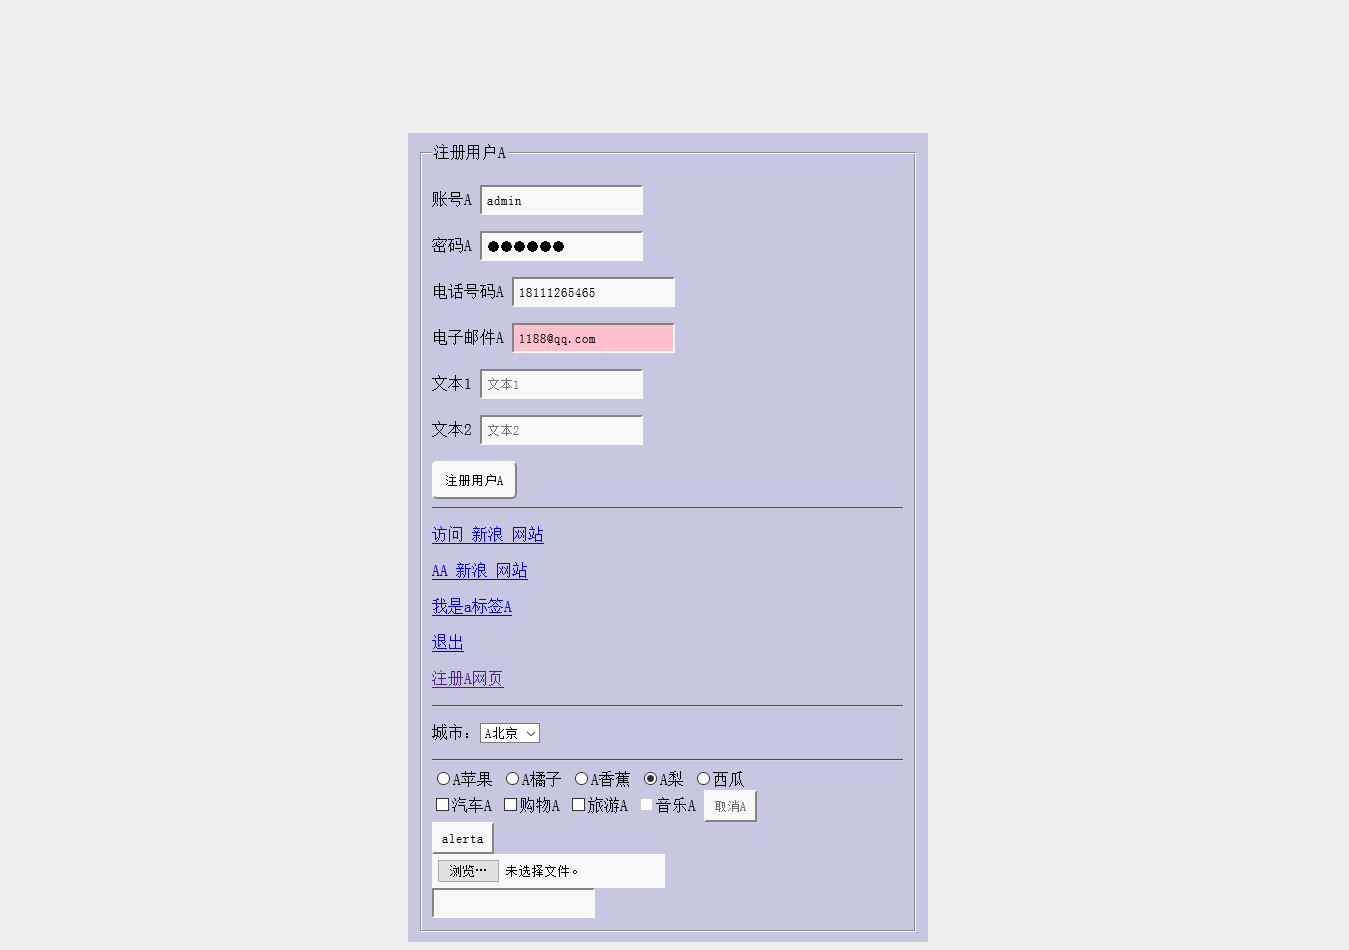 注册用户A
账号A admin
密码A ●●●●●●
电话号码A 18111265465
电子邮件A 1188@qq.com
文本1 文本1
文本2 文本2
注册用户A
访问 新浪 网站
AA 新浪 网站
我是a标签A
退出
注册A网页
城市: A北京
A苹果 A橘子 A香蕉 A梨 西瓜
汽车A 购物A 旅游A 音乐A 取消A
alerta
浏览… 未选择文件。